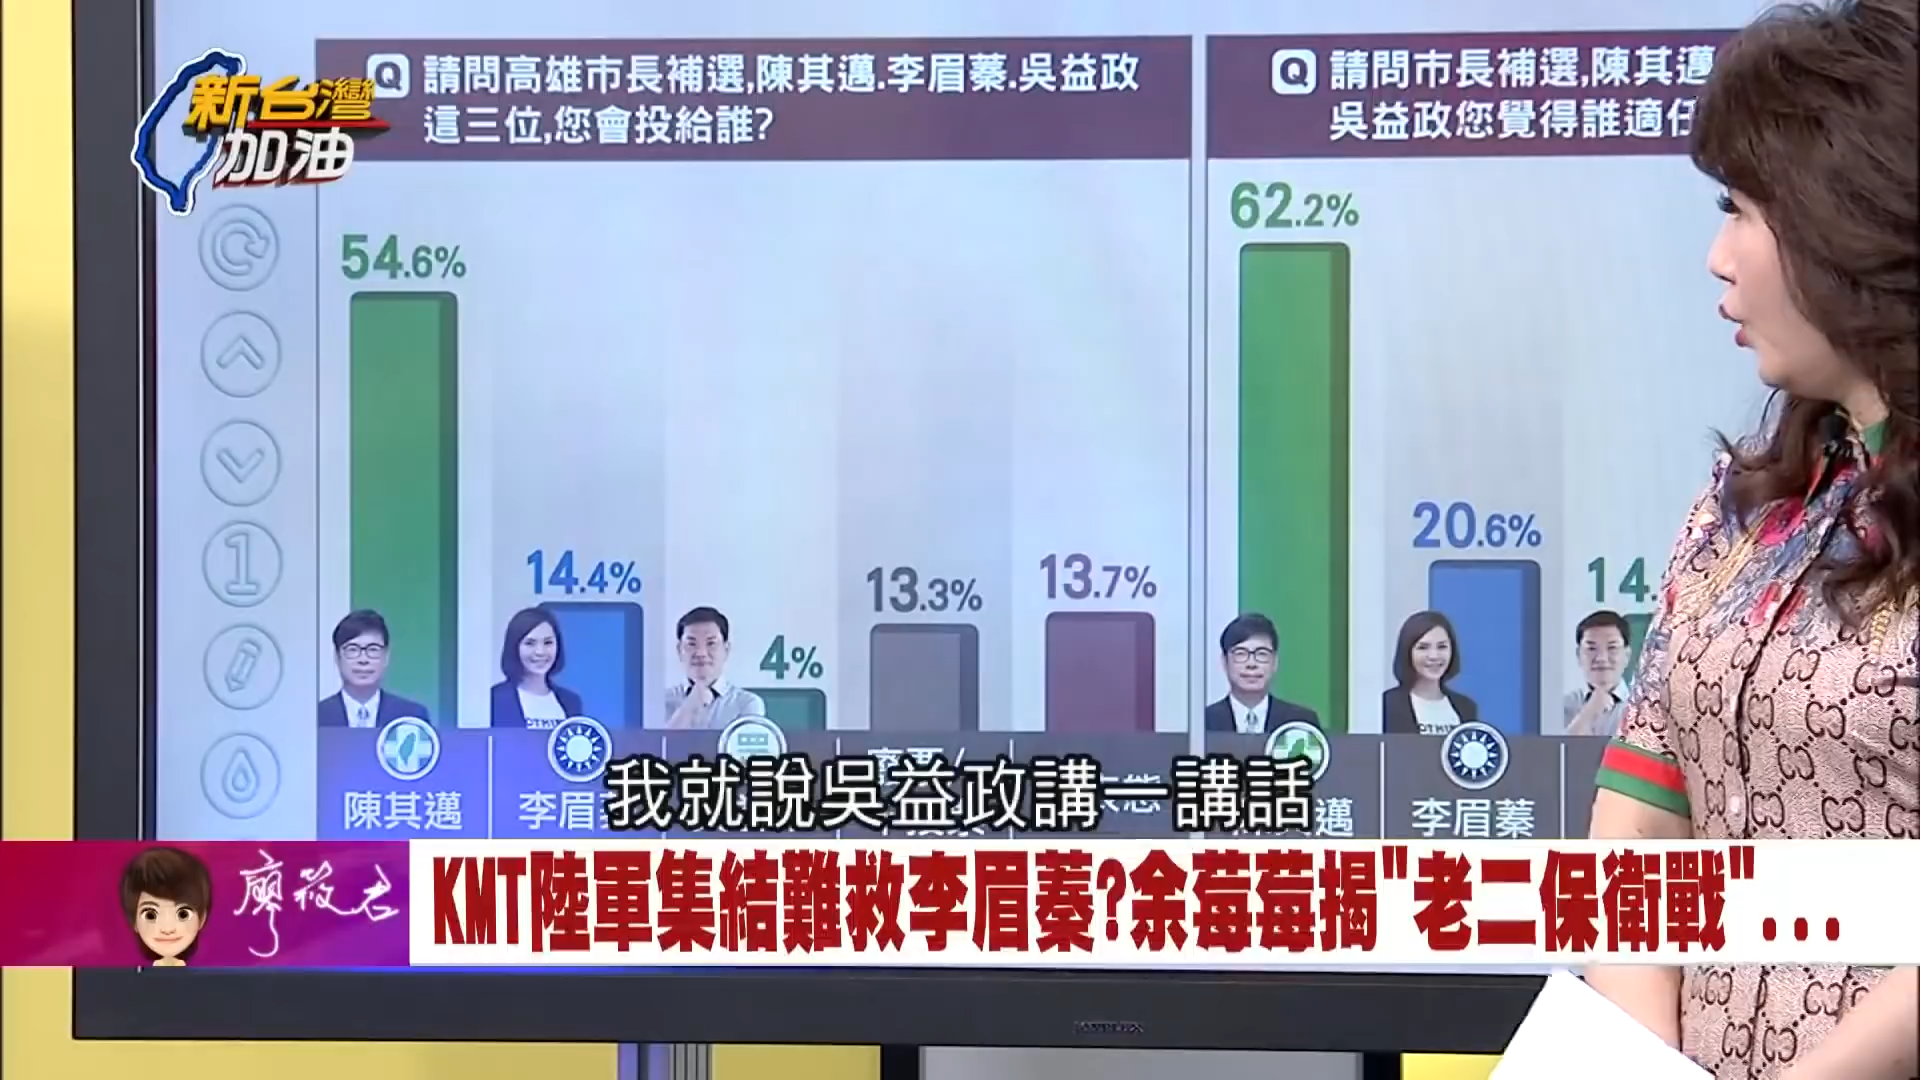 新台灣
加油
Q 請問高雄市長補選,陳其邁.李眉蓁.吳益政
這三位,您會投給誰?
54.6%
14.4%
4%
13.3%
13.7%
陳其邁
李眉
Q 請問市長補選,陳其邁
吳益政您覺得誰適任
62.2%
20.6%
14.
邁
李眉蓁
1
我就說吳益政講一講話
廖筱君
KMT陸軍集結難救李眉蓁?余莓莓揭"老二保衛戰"...